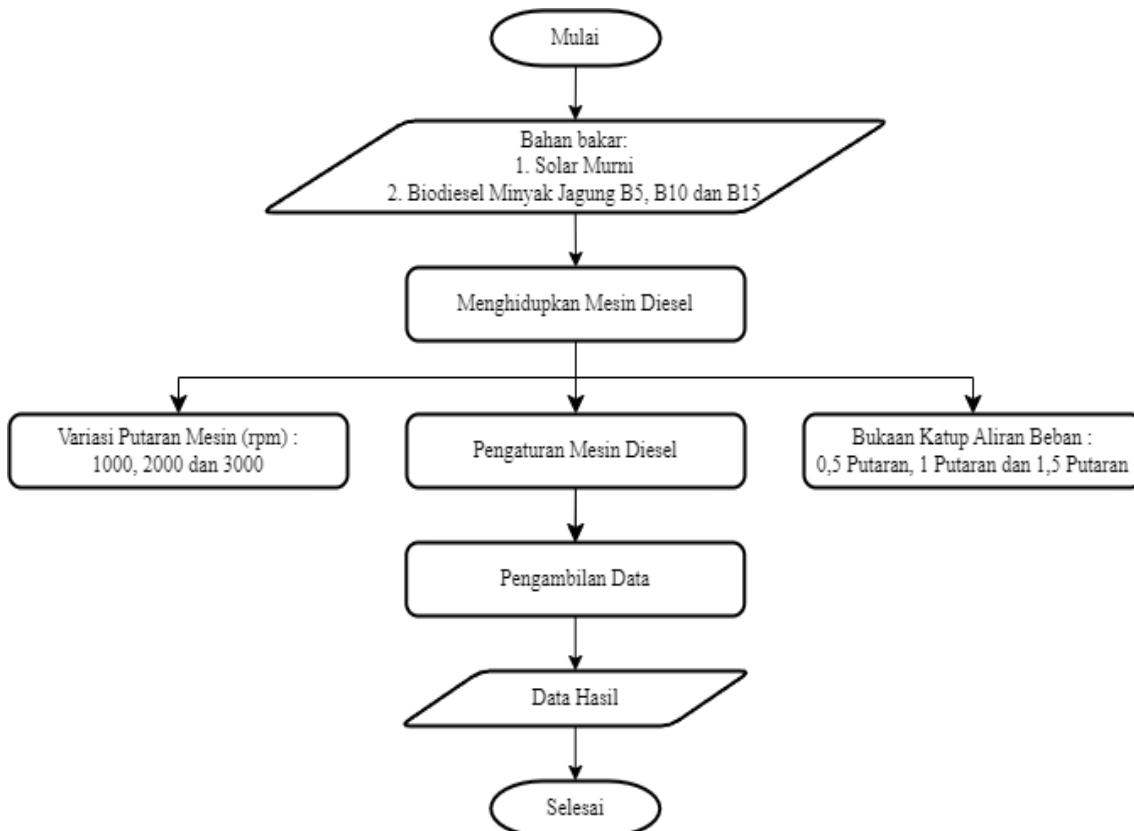 Mulai
Bahan bakar:
1. Solar Murni
2. Biodiesel Minyak Jagung B5, B10 dan B15
Menghidupkan Mesin Diesel
Variasi Putaran Mesin (rpm) :
1000, 2000 dan 3000
Pengaturan Mesin Diesel
Bukaan Katup Aliran Beban :
0,5 Putaran, 1 Putaran dan 1,5 Putaran
Pengambilan Data
Data Hasil
Selesai